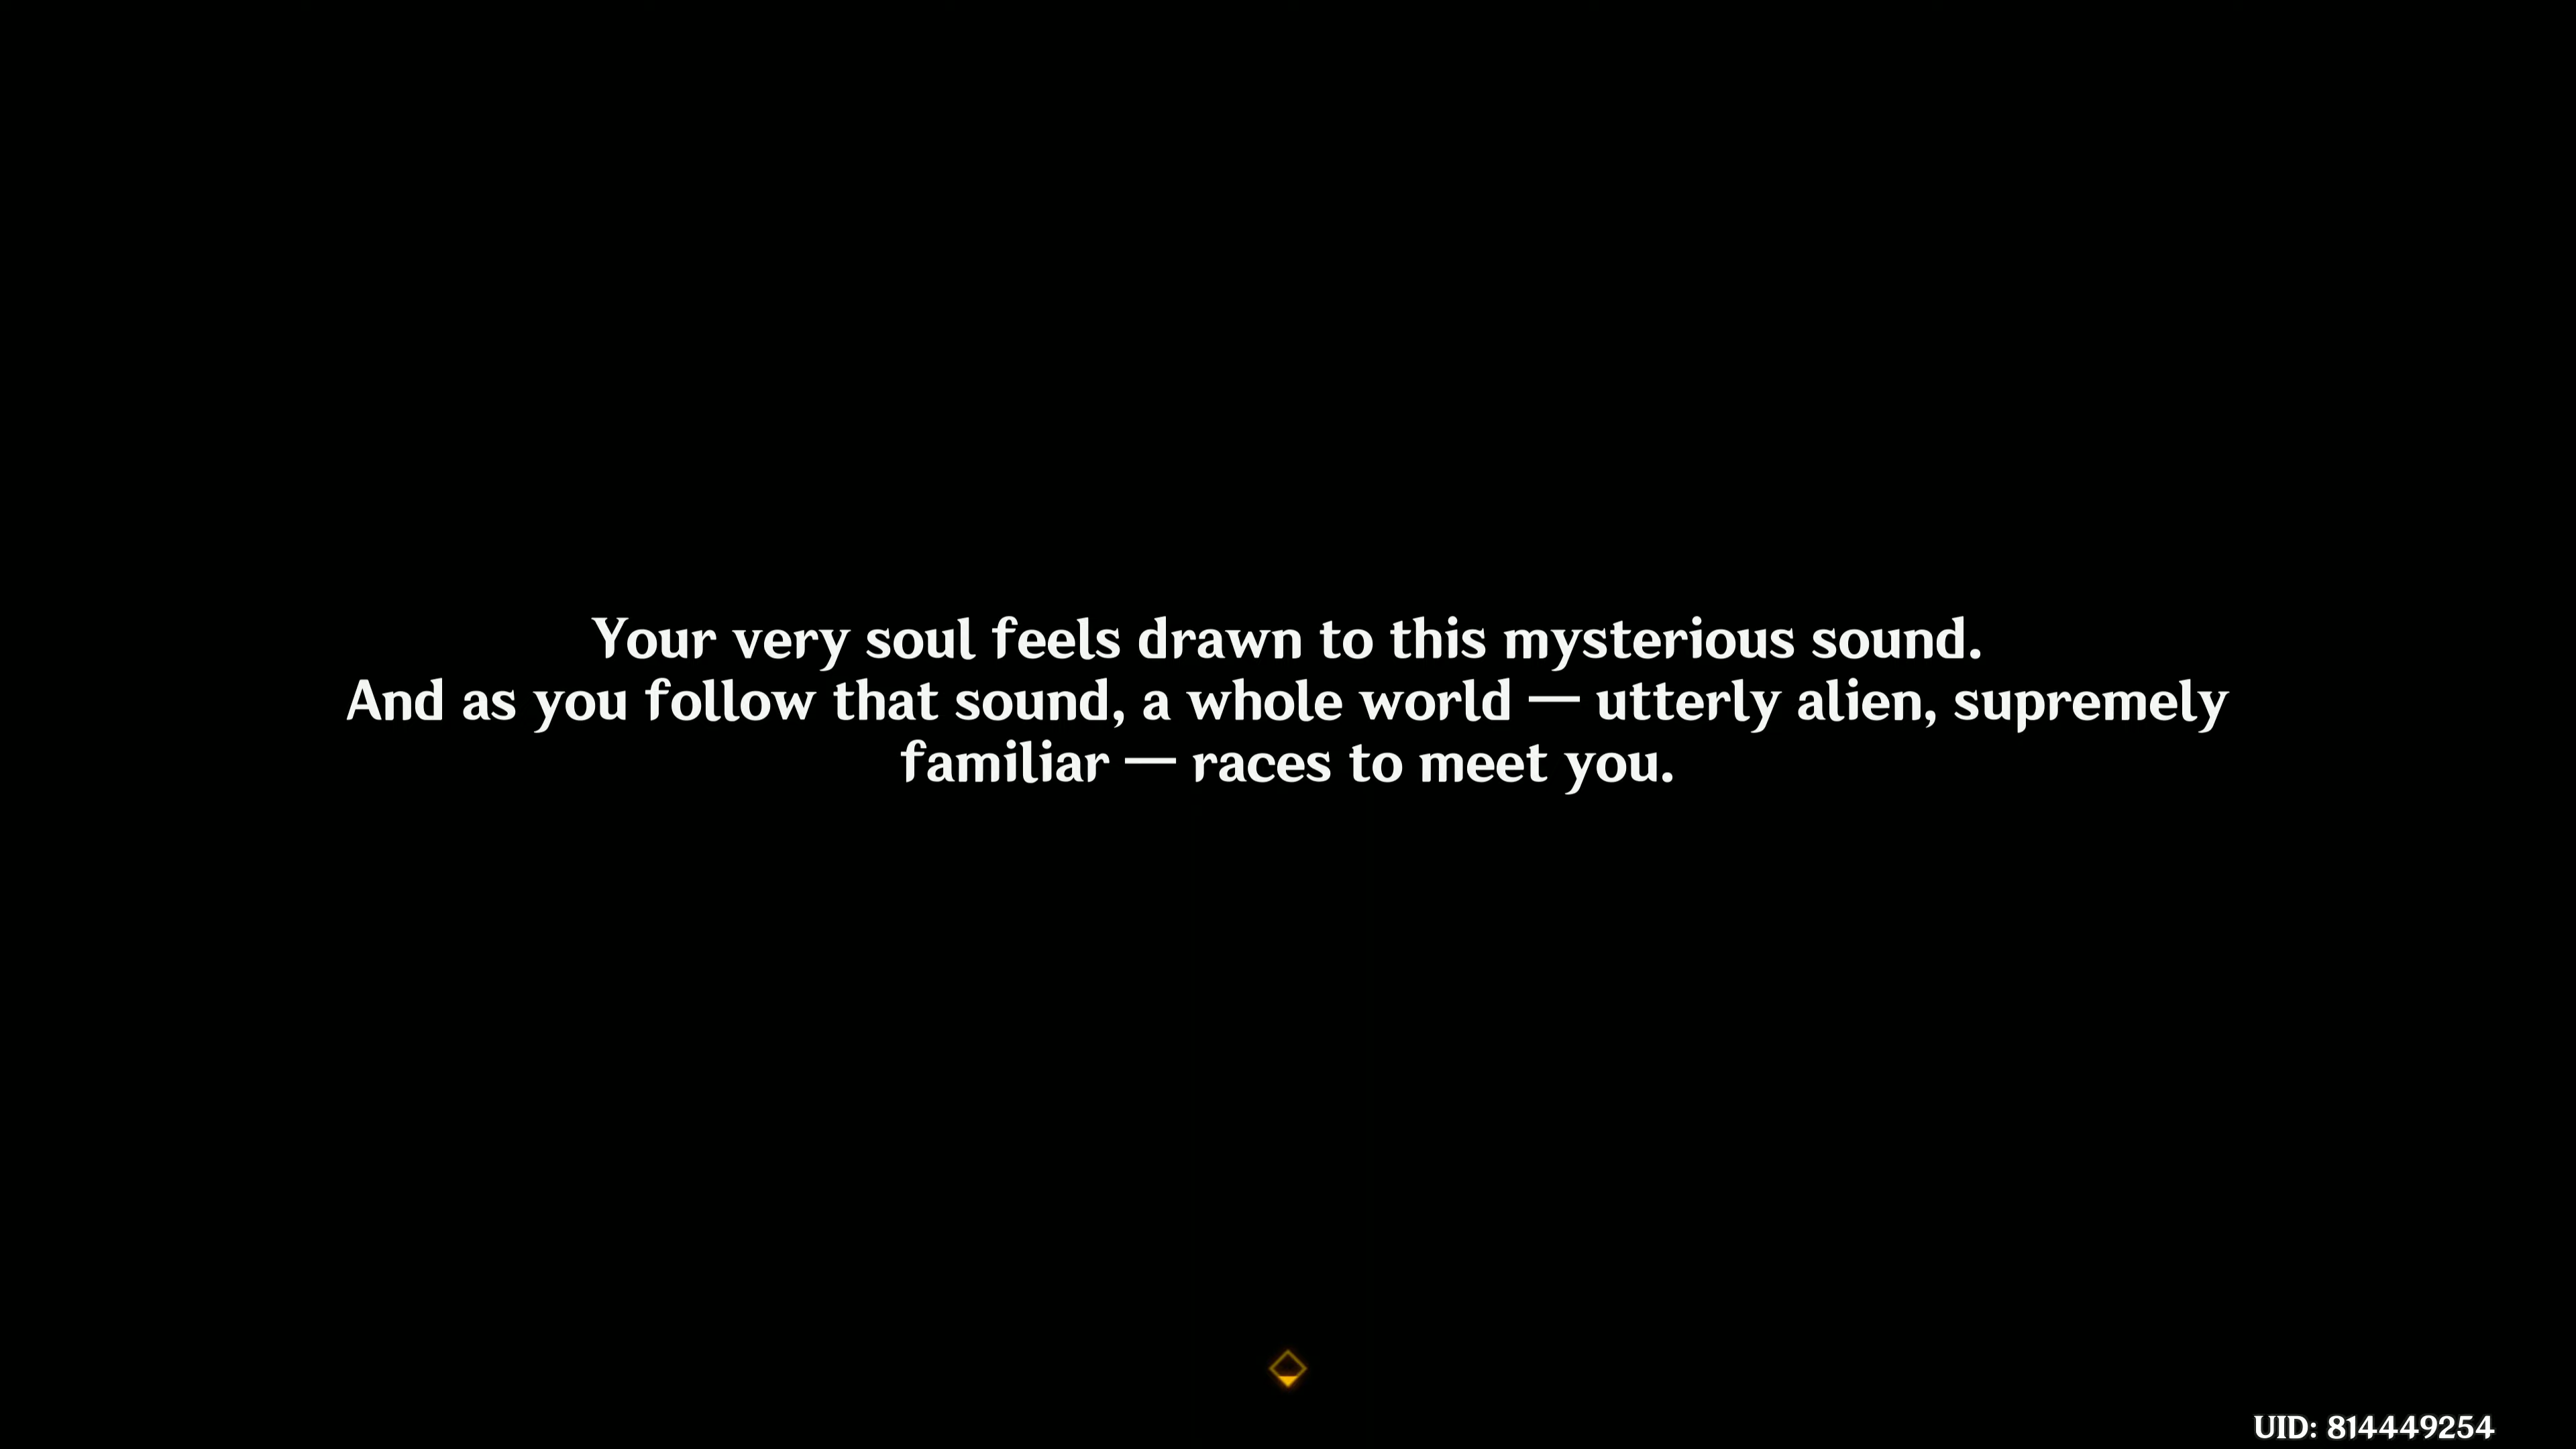 Your very soul feels drawn to this mysterious sound.
And as you follow that sound, a whole world — utterly alien, supremely
familiar — races to meet you.
UID: 814449254